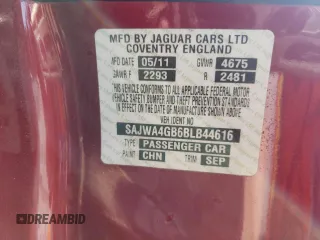 MFD BY JAGUAR CARS LTD
COVENTRY ENGLAND
MFD DATE 05/11 GVWR 4675
GAWR F 2293 R 2481
THIS VEHICLE CONFORMS TO ALL APPLICABLE FEDERAL MOTOR
VEHICLE SAFETY BUMPER AND THEFT PREVENTION STANDARDS
IN EFFECT ON THE DATE OF MANUFACTURE SHOWN ABOVE
VEH IDENT Nº
SAJWA4GB6BLB44616
TYPE PASSENGER CAR
PAINT CHN TRIM SEP
DREAMBID